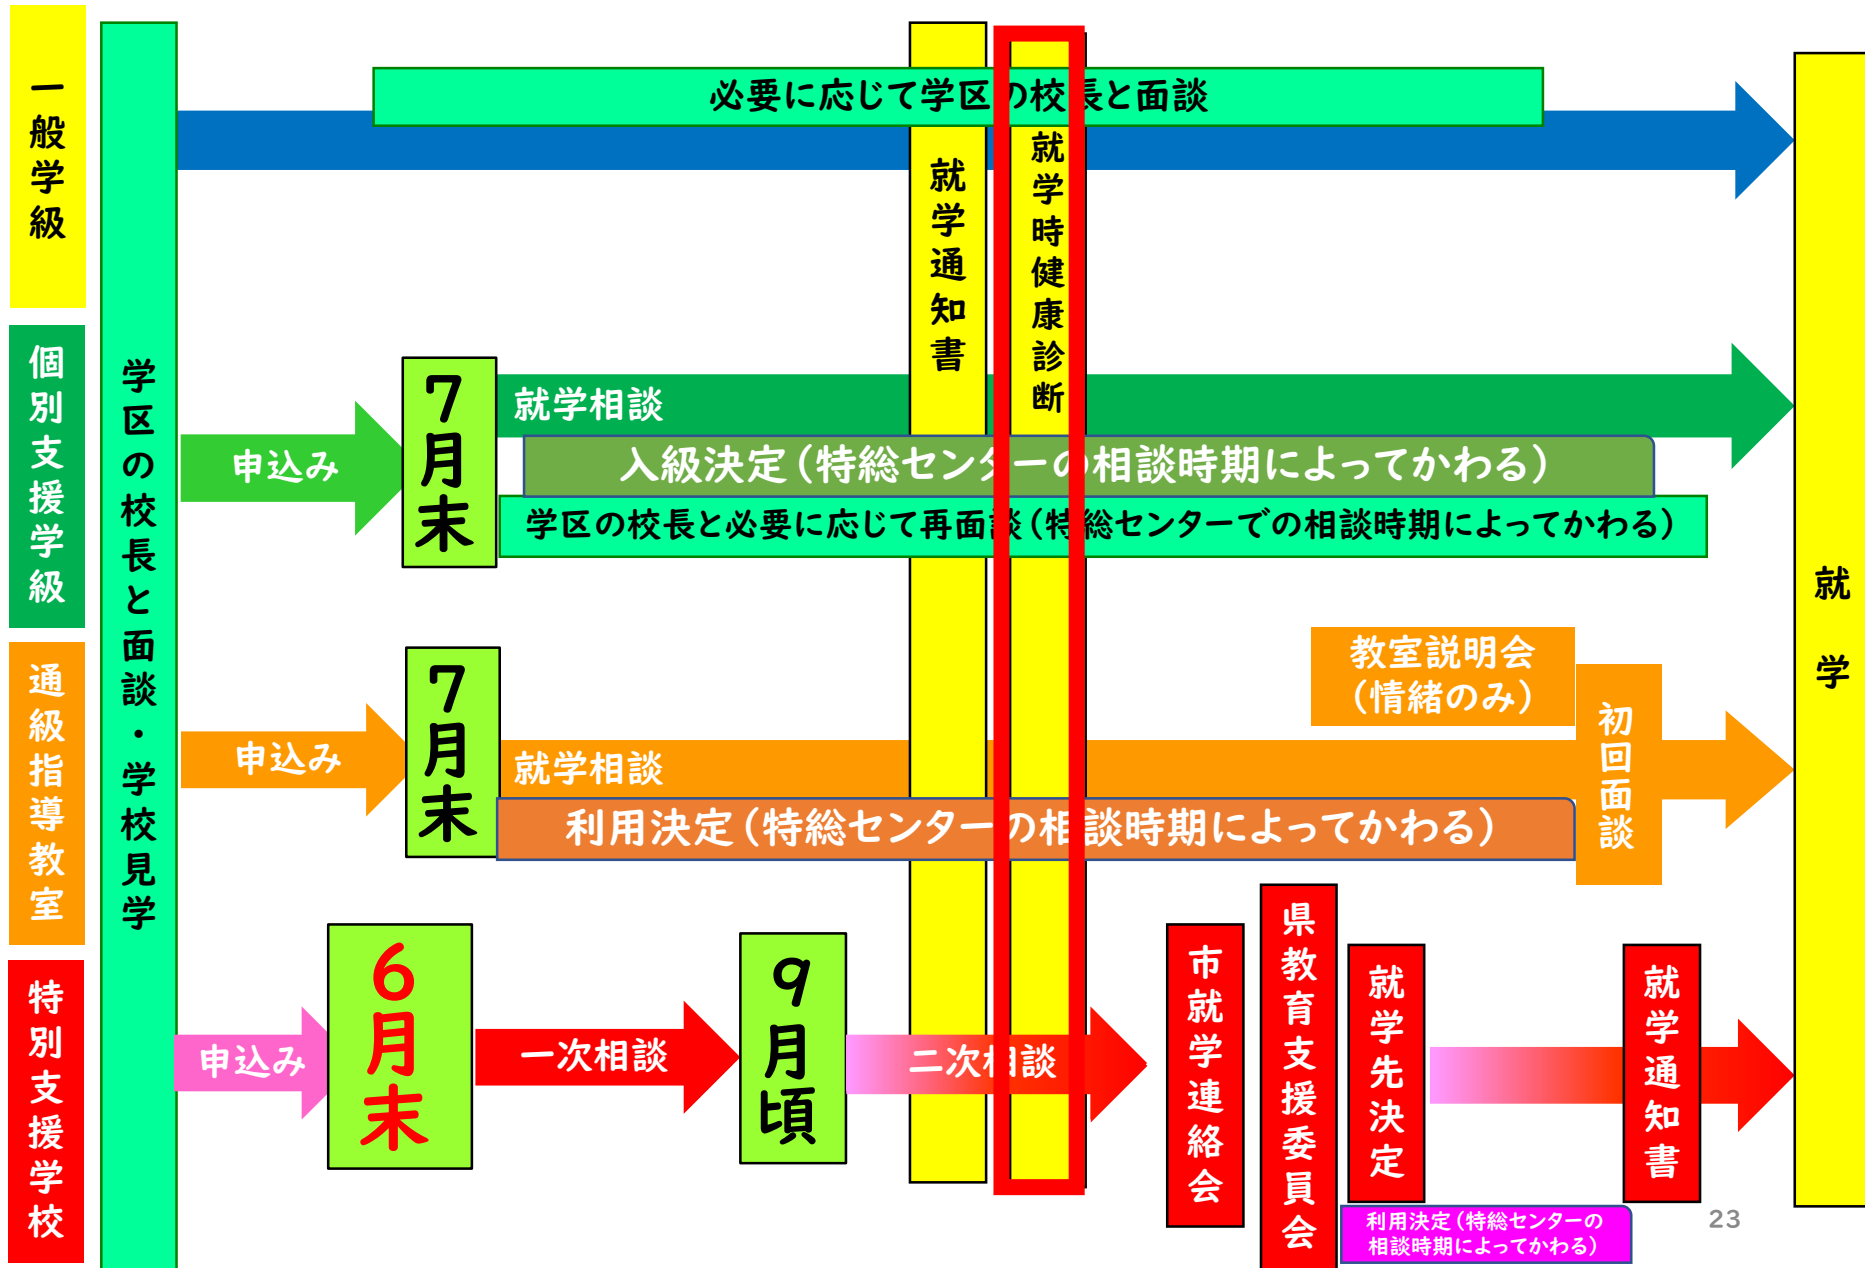 一般学級
個別支援学級
通級指導教室
特別支援学校
学区の校長と面談・学校見学
必要に応じて学区の校長と面談
就学通知書
就学時健康診断
申込み
7月末
就学相談
入級決定（特総センターの相談時期によってかわる）
学区の校長と必要に応じて再面談（特総センターでの相談時期によってかわる）
申込み
7月末
就学相談
利用決定（特総センターの相談時期によってかわる）
教室説明会
（情緒のみ）
初回面談
申込み
6月末
一次相談
9月頃
二次相談
市就学連絡会
県教育支援委員会
就学先決定
利用決定（特総センターの
相談時期によってかわる）
就学通知書
就学
23